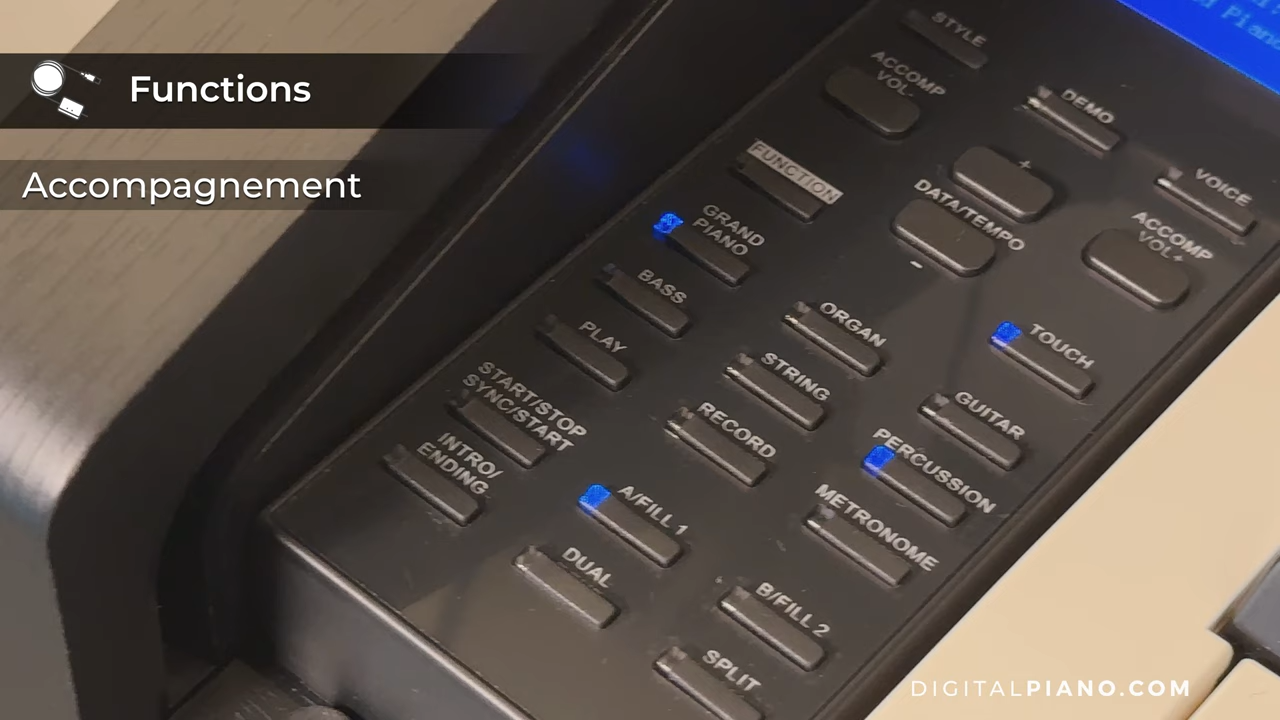 Functions
Accompagnement
STYLE
ACCOMP
VOL-
DEMO
VOICE
FUNCTION
+
DATA/TEMPO
-
ACCOMP
VOL+
GRAND
PIANO
BASS
ORGAN
TOUCH
PLAY
STRING
GUITAR
START/STOP
SYNC/START
RECORD
PERCUSSION
INTRO/
ENDING
A/FILL 1
METRONOME
DUAL
B/FILL 2
SPLIT
DIGITALPIANO.COM